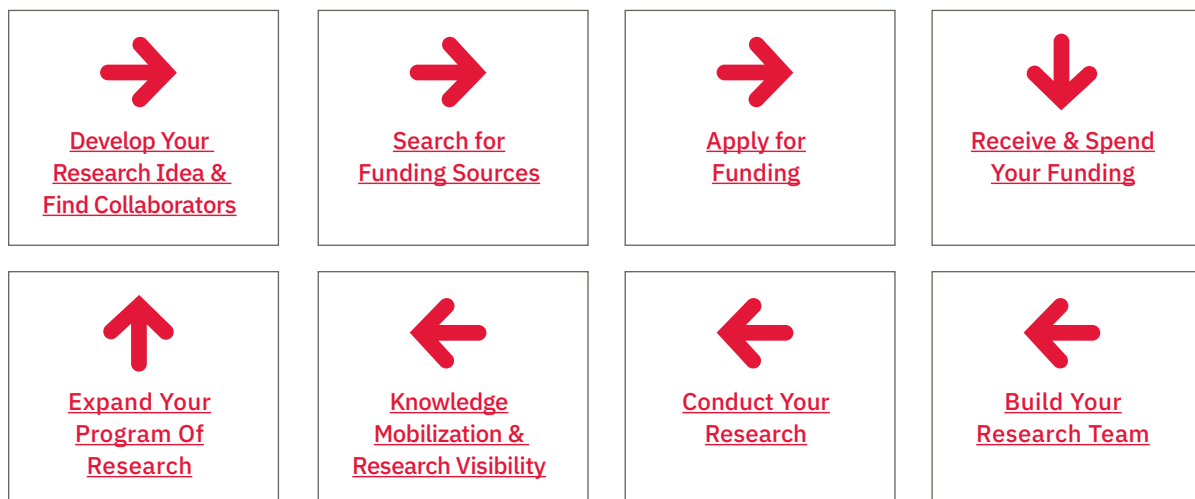 Develop Your
Research Idea &
Find Collaborators
Search for
Funding Sources
Apply for
Funding
Receive & Spend
Your Funding
Expand Your
Program Of
Research
Knowledge
Mobilization &
Research Visibility
Conduct Your
Research
Build Your
Research Team